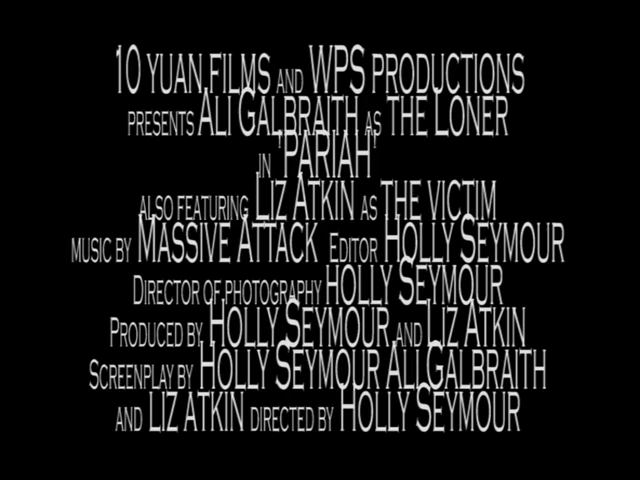 10 YUAN FILMS AND WPS PRODUCTIONS
PRESENTS ALI GALBRAITH AS THE LONER
IN 'PARIAH'
ALSO FEATURING LIZ ATKIN AS THE VICTIM
MUSIC BY MASSIVE ATTACK EDITOR HOLLY SEYMOUR
DIRECTOR OF PHOTOGRAPHY HOLLY SEYMOUR
PRODUCED BY HOLLY SEYMOUR AND LIZ ATKIN
SCREENPLAY BY HOLLY SEYMOUR ALI GALBRAITH
AND LIZ ATKIN DIRECTED BY HOLLY SEYMOUR